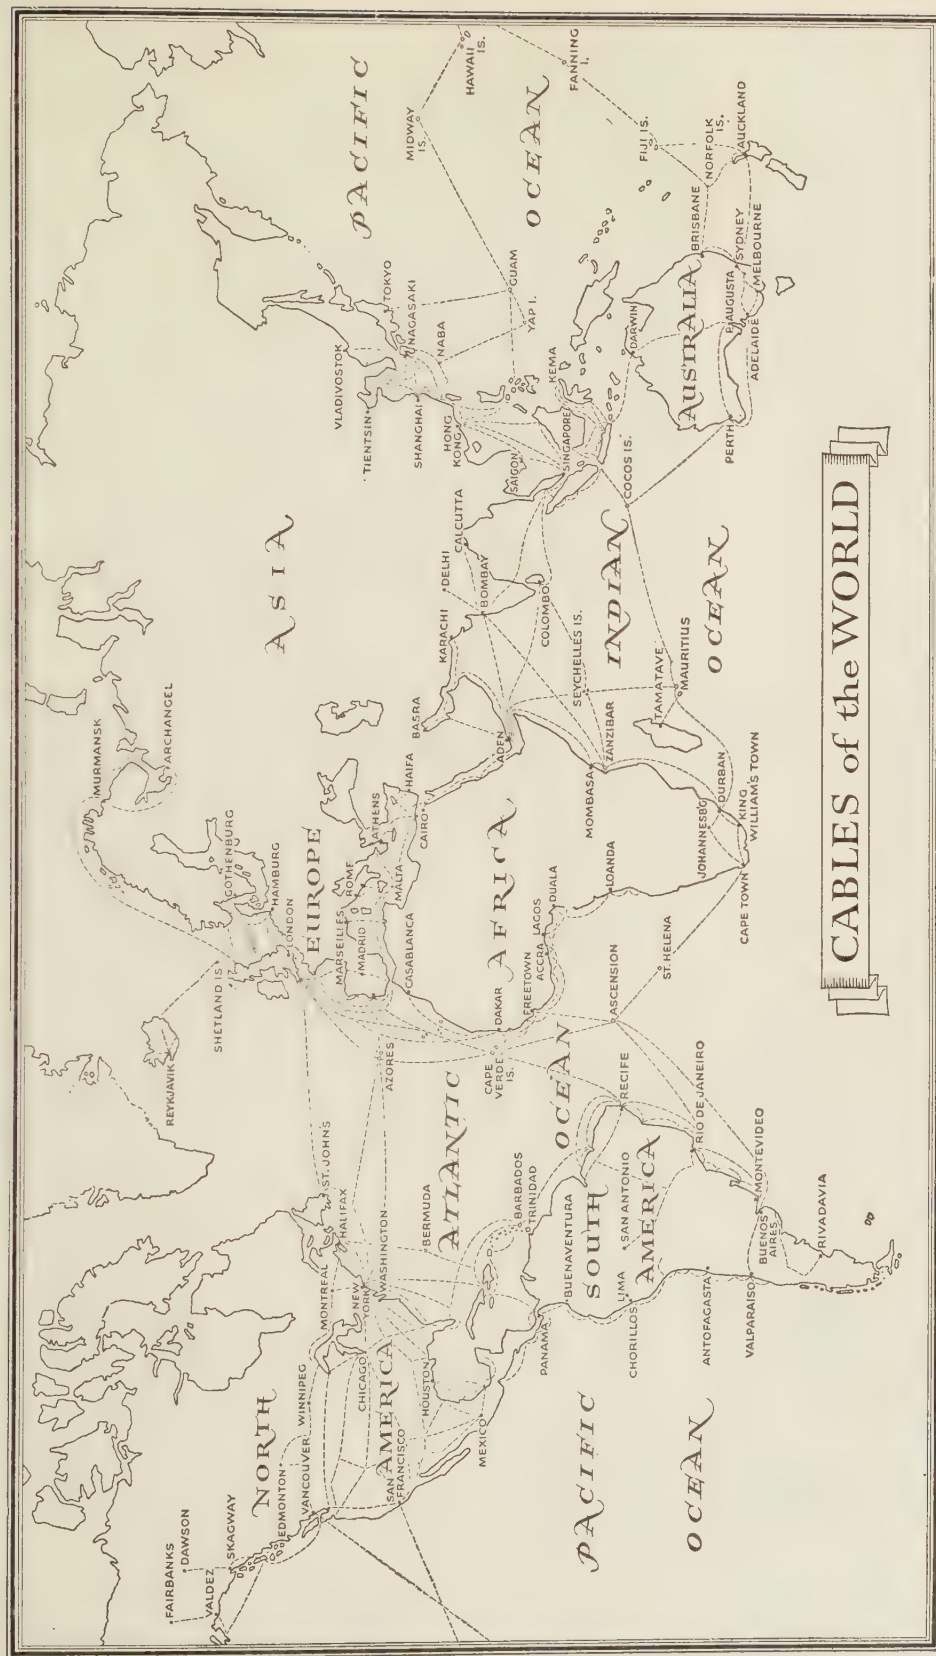 CABLES of the WORLD
FAIRBANKS
DAWSON
VALDEZ
SKAGWAY
NORTH
AMERICA
EDMONTON
VANCOUVER
WINNIPEG
MONTREAL
ST. JOHNS
HALIFAX
NEW
YORK
CHICAGO
WASHINGTON
SAN
FRANCISCO
HOUSTON
MEXICO
BERMUDA
ATLANTIC
OCEAN
BARBADOS
TRINIDAD
PANAMA
BUENAVENTURA
SOUTH
AMERICA
SAN ANTONIO
LIMA
CHORILLOS
ANTOFAGASTA
VALPARAISO
BUENOS
AIRES
RIVADAVIA
MONTEVIDEO
RIO DE JANEIRO
RECIFE
PACIFIC
OCEAN
REYKJAVIK
SHETLAND IS.
MURMANSK
ARCHANGEL
GOTHENBURG
HAMBURG
LONDON
EUROPE
MARSEILLES
MADRID
ROME
ATHENS
MALTA
HAIFA
CAIRO
CASABLANCA
AZORES
CAPE
VERDE
IS.
DAKAR
FREETOWN
ACCRA
LAGOS
DUALA
AFRICA
LOANDA
ASCENSION
ST. HELENA
CAPE TOWN
JOHANNESB'G
DURBAN
KING
WILLIAM'S TOWN
MOMBASA
ZANZIBAR
TAMATAVE
MAURITIUS
SEYCHELLES IS.
ADEN
BASRA
ASIA
KARACHI
DELHI
BOMBAY
CALCUTTA
COLOMBO
INDIAN
OCEAN
COCOS IS.
SAIGON
SINGAPORE
HONG
KONG
SHANGHAI
TIENTSIN
VLADIVOSTOK
NAGASAKI
TOKYO
NABA
KEMA
YAP I.
GUAM
DARWIN
AUSTRALIA
PERTH
ADELAIDE
P. AUGUSTA
MELBOURNE
SYDNEY
BRISBANE
NORFOLK
IS.
AUCKLAND
FIJI IS.
FANNING
I.
PACIFIC
OCEAN
MIDWAY
IS.
HAWAII
IS.